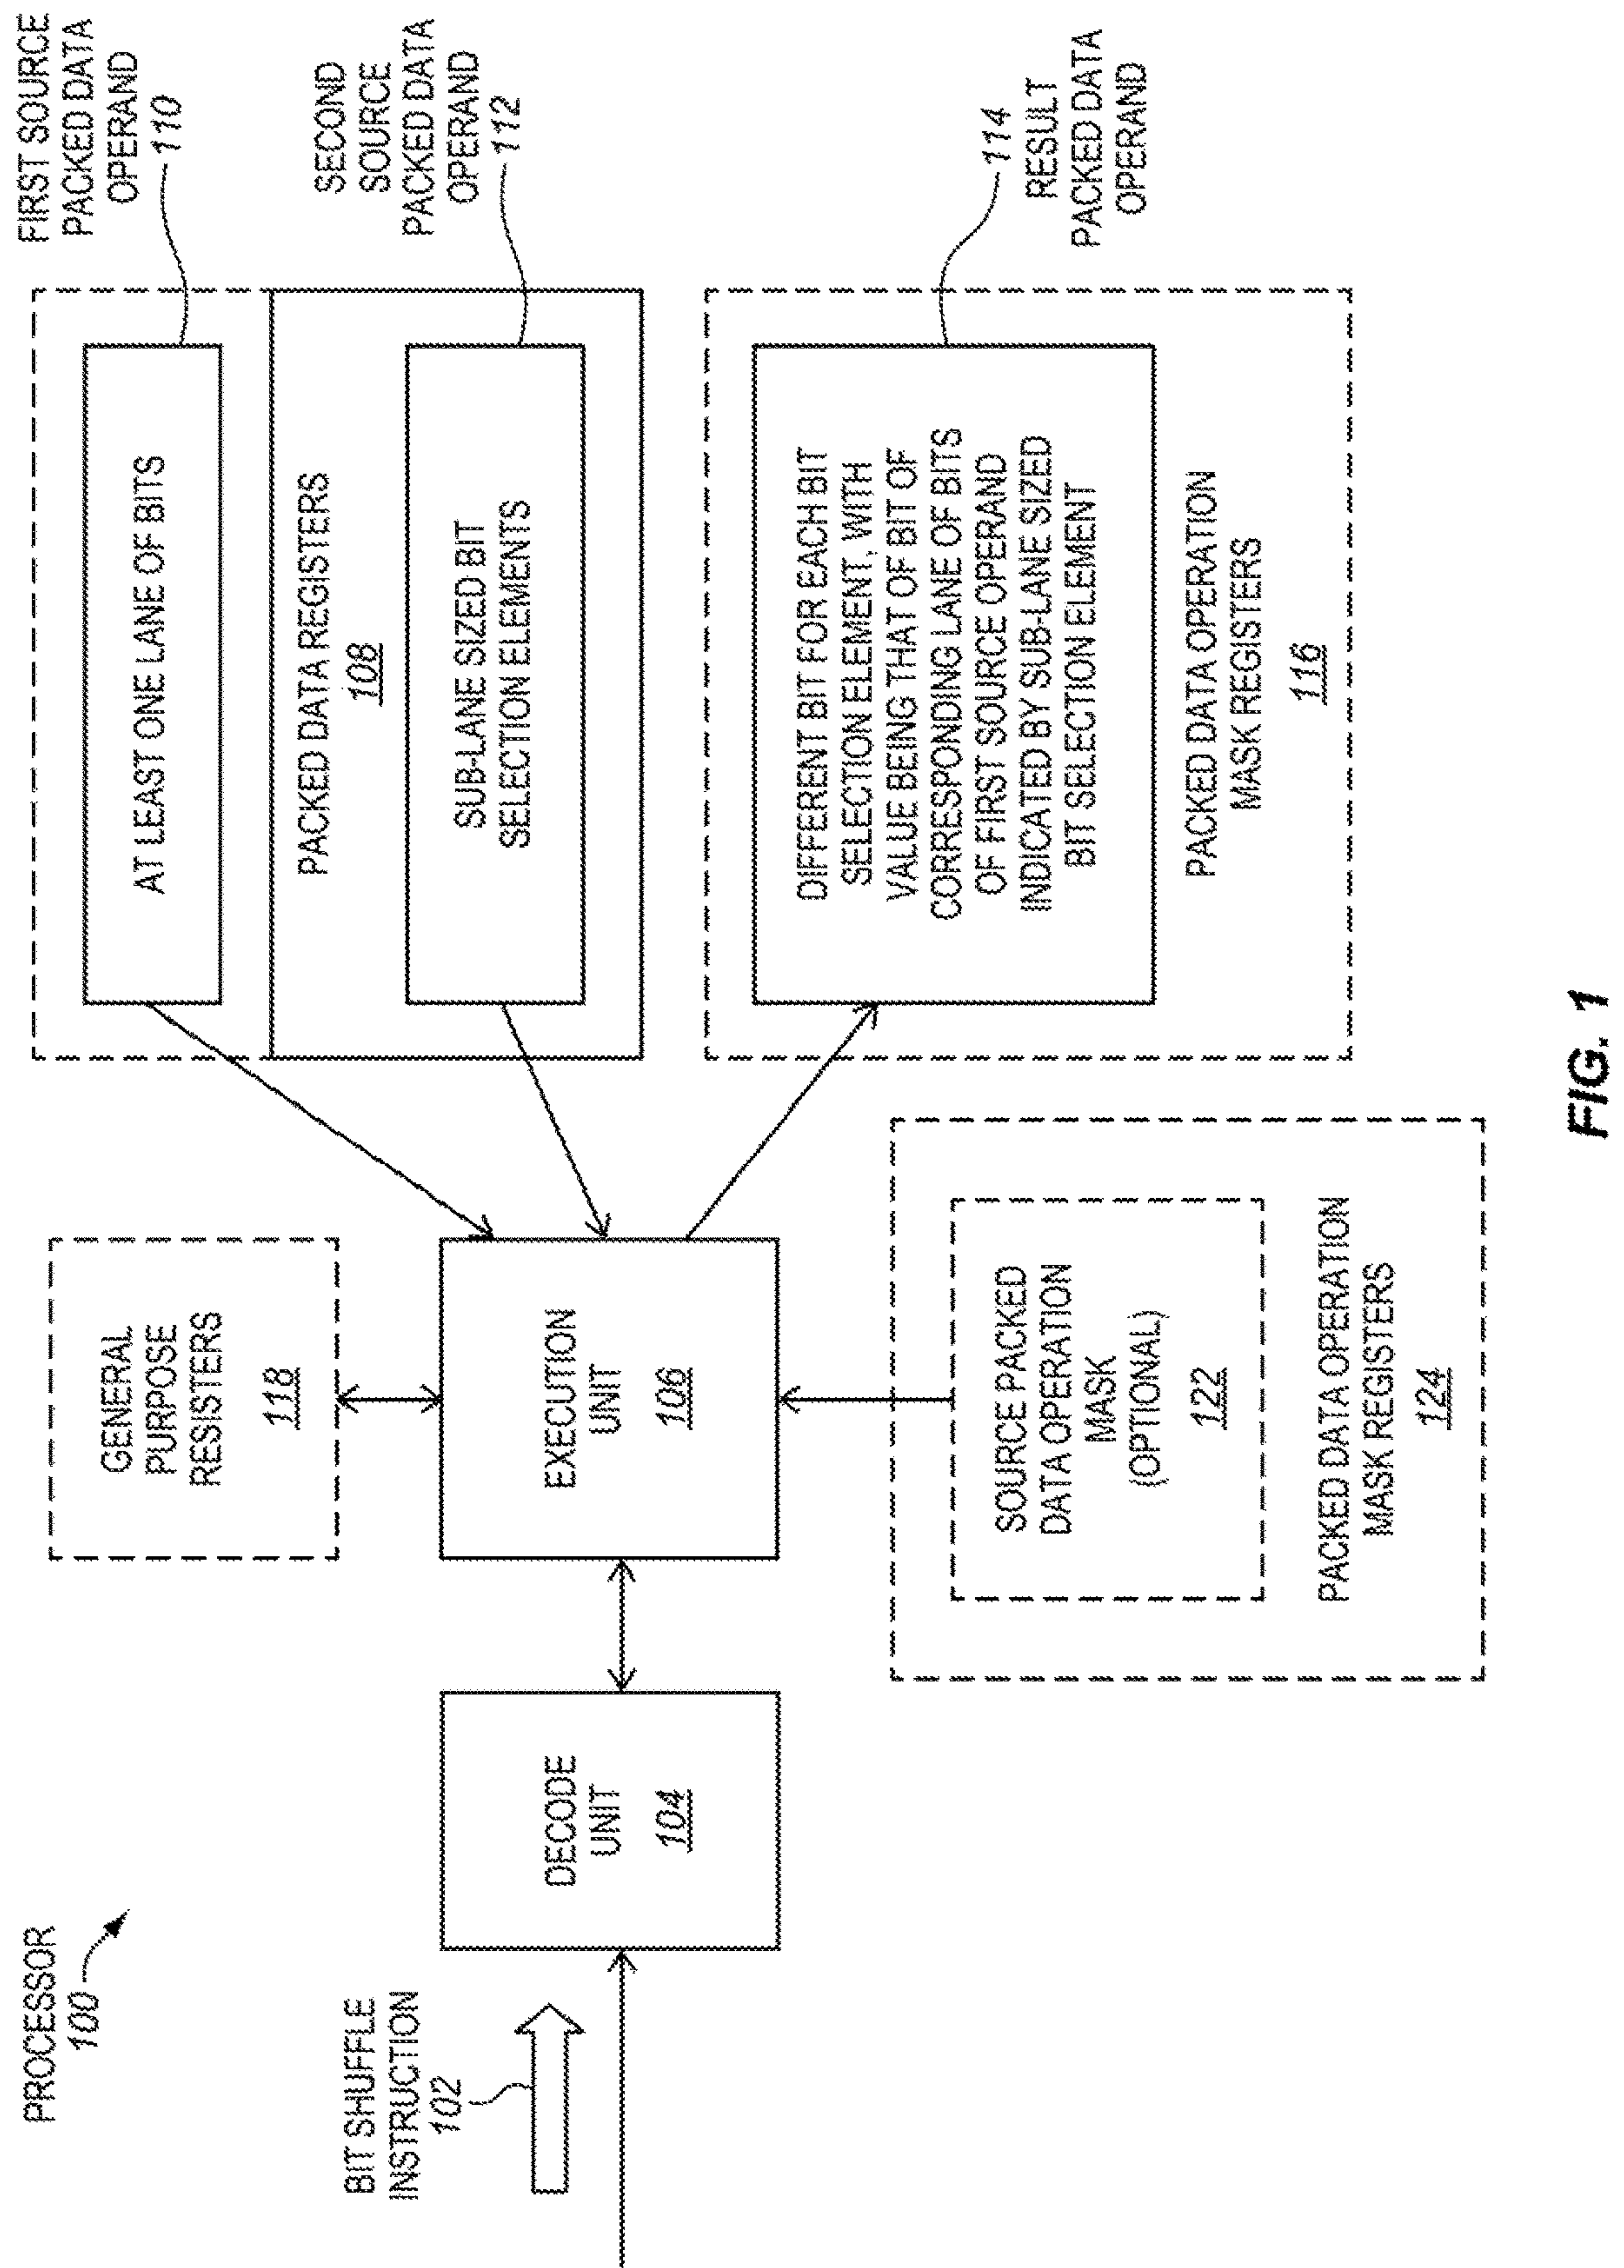 PROCESSOR
100
BIT SHUFFLE
INSTRUCTION
102
DECODE
UNIT
104
GENERAL
PURPOSE
RESISTERS
118
EXECUTION
UNIT
106
SOURCE PACKED
DATA OPERATION
MASK
(OPTIONAL)
122
PACKED DATA OPERATION
MASK REGISTERS
124
FIRST SOURCE
PACKED DATA
OPERAND
110
AT LEAST ONE LANE OF BITS
PACKED DATA REGISTERS
108
SECOND
SOURCE
PACKED DATA
OPERAND
112
SUB-LANE SIZED BIT
SELECTION ELEMENTS
114
RESULT
PACKED DATA
OPERAND
DIFFERENT BIT FOR EACH BIT
SELECTION ELEMENT, WITH
VALUE BEING THAT OF BIT OF
CORRESPONDING LANE OF BITS
OF FIRST SOURCE OPERAND
INDICATED BY SUB-LANE SIZED
BIT SELECTION ELEMENT
PACKED DATA OPERATION
MASK REGISTERS
116
FIG. 1